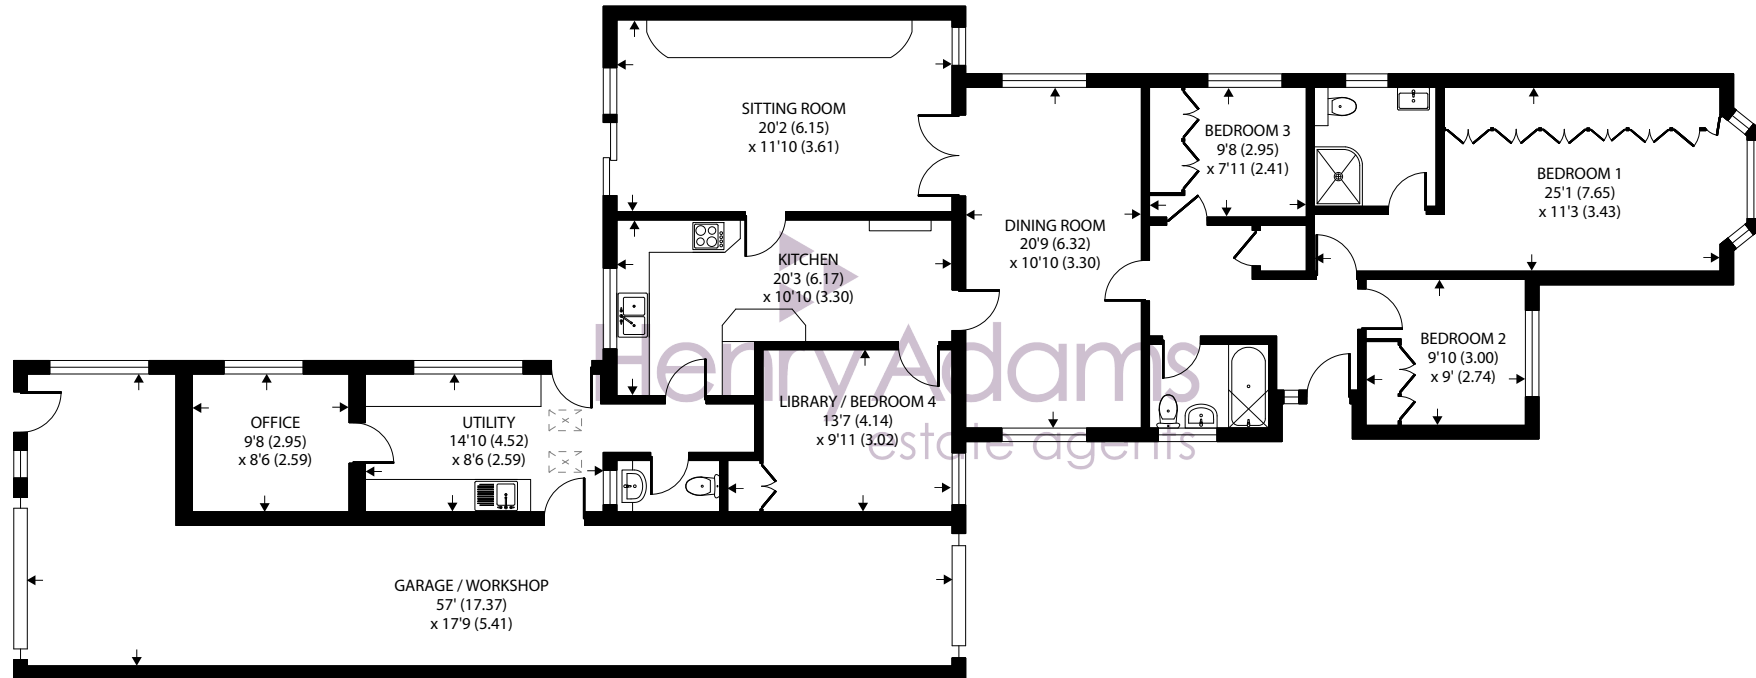 SITTING ROOM
20'2 (6.15)
x 11'10 (3.61)
BEDROOM 3
9'8 (2.95)
x 7'11 (2.41)
BEDROOM 1
25'1 (7.65)
x 11'3 (3.43)
DINING ROOM
20'9 (6.32)
x 10'10 (3.30)
KITCHEN
20'3 (6.17)
x 10'10 (3.30)
BEDROOM 2
9'10 (3.00)
x 9' (2.74)
Henry Adams
estate agents
LIBRARY / BEDROOM 4
13'7 (4.14)
x 9'11 (3.02)
OFFICE
9'8 (2.95)
x 8'6 (2.59)
UTILITY
14'10 (4.52)
x 8'6 (2.59)
GARAGE / WORKSHOP
57' (17.37)
x 17'9 (5.41)